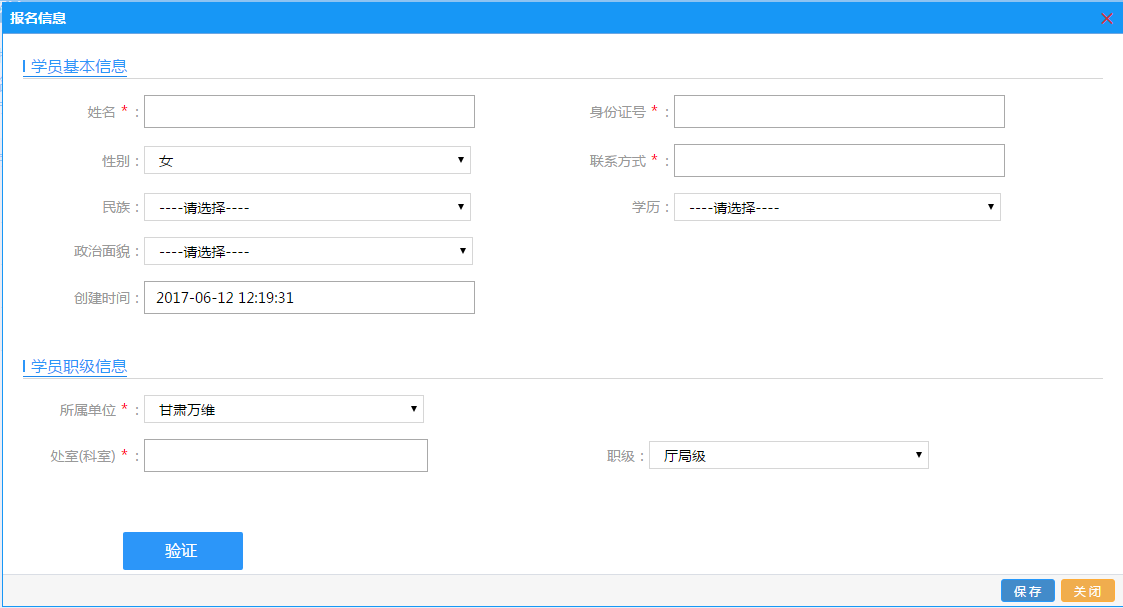 报名信息
学员基本信息
姓名 * :
身份证号 * :
性别 : 女
联系方式 * :
民族 : ----请选择----
学历 : ----请选择----
政治面貌 : ----请选择----
创建时间 : 2017-06-12 12:19:31
学员职级信息
所属单位 * : 甘肃万维
处室(科室) * :
职级 : 厅局级
验证
保存
关闭